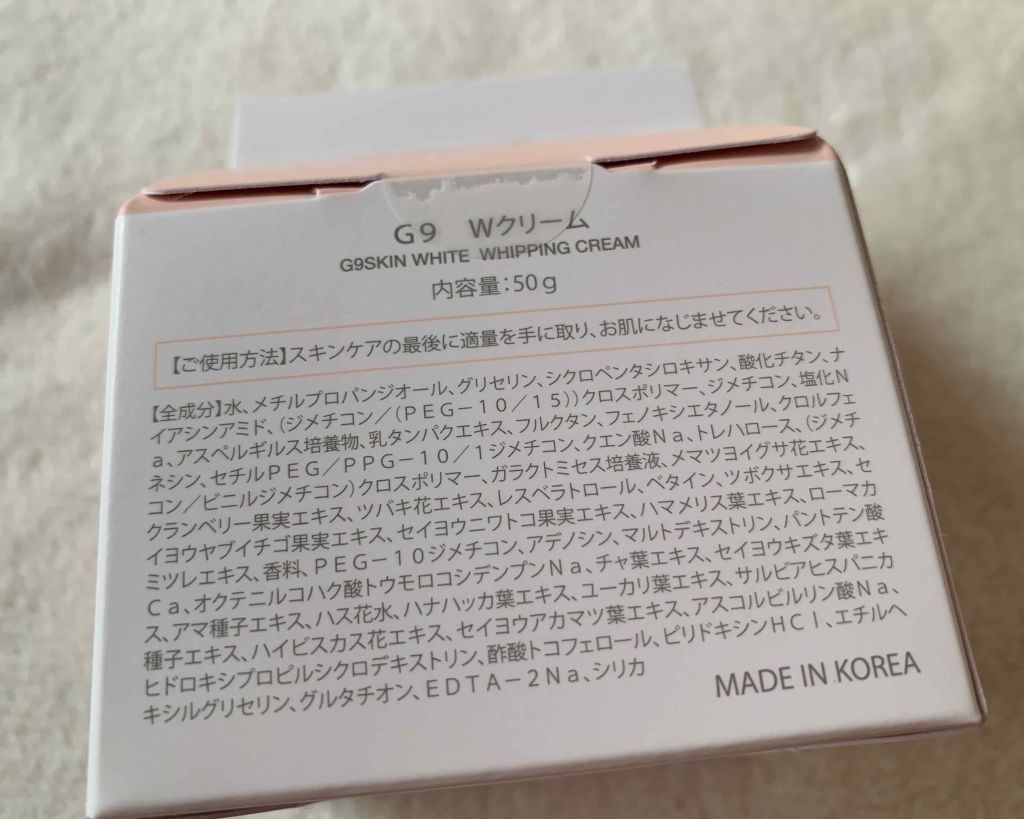 G9 Wクリーム
G9SKIN WHITE WHIPPING CREAM
内容量:50g
【ご使用方法】スキンケアの最後に適量を手に取り、お肌になじませてください。
【全成分】水、メチルプロパンジオール、グリセリン、シクロペンタシロキサン、酸化チタン、ナ
イアシンアミド、(ジメチコン/(PEG-10/15))クロスポリマー、ジメチコン、塩化N
a、アスペルギルス培養物、乳タンパクエキス、フルクタン、フェノキシエタノール、クロルフェ
ネシン、セチルPEG/PPG-10/1ジメチコン、クエン酸Na、トレハロース、(ジメチ
コン/ビニルジメチコン)クロスポリマー、ガラクトミセス培養液、メマツヨイグサ花エキス、
クランベリー果実エキス、ツバキ花エキス、レスベラトロール、ベタイン、ツボクサエキス、セ
イヨウヤブイチゴ果実エキス、セイヨウニワトコ果実エキス、ハマメリス葉エキス、ローマカ
ミツレエキス、香料、PEG-10ジメチコン、アデノシン、マルトデキストリン、パントテン酸
Ca、オクテニルコハク酸トウモロコシデンプンNa、チャ葉エキス、セイヨウキズタ葉エキ
ス、アマ種子エキス、ハス花水、ハナハッカ葉エキス、ユーカリ葉エキス、サルビアヒスパニカ
種子エキス、ハイビスカス花エキス、セイヨウアカマツ葉エキス、アスコルビルリン酸Na、
ヒドロキシプロピルシクロデキストリン、酢酸トコフェロール、ピリドキシンHCl、エチルヘ
キシルグリセリン、グルタチオン、EDTA-2Na、シリカ
MADE IN KOREA